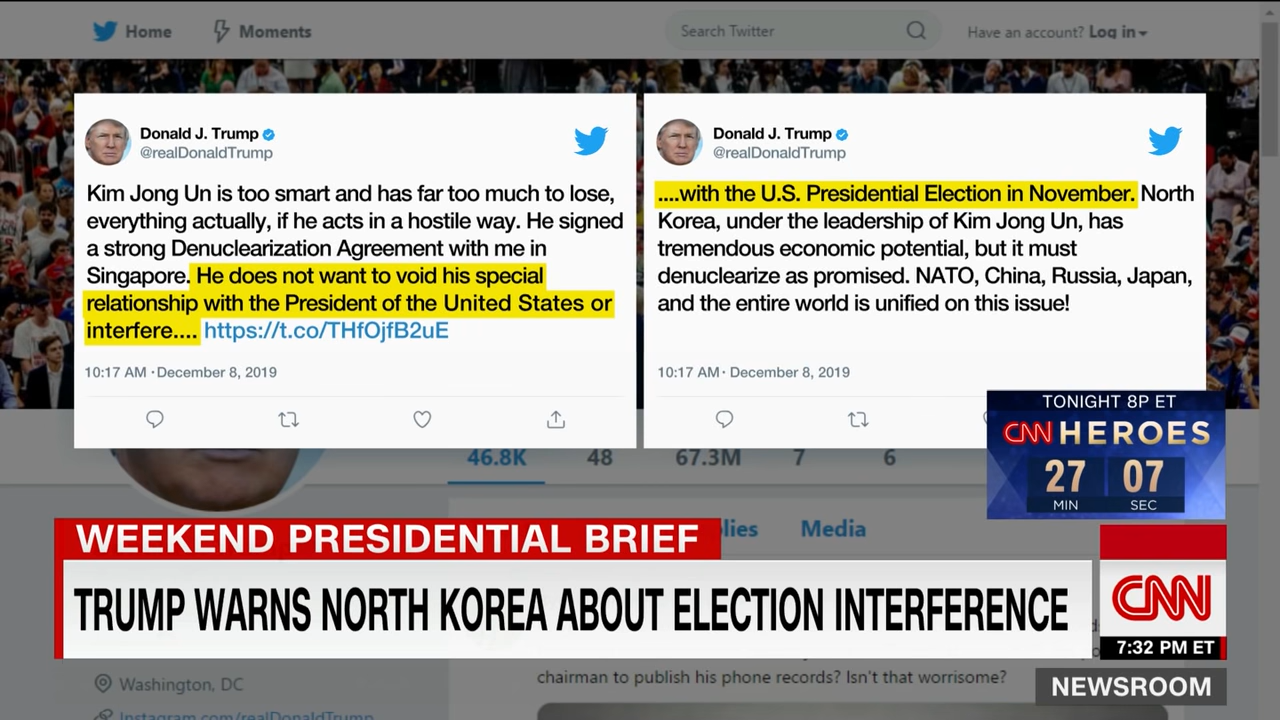 Home
Moments
Search Twitter
Have an account? Log in
Donald J. Trump
@realDonaldTrump
Kim Jong Un is too smart and has far too much to lose,
everything actually, if he acts in a hostile way. He signed
a strong Denuclearization Agreement with me in
Singapore. He does not want to void his special
relationship with the President of the United States or
interfere.... https://t.co/THfOjfB2uE
10:17 AM · December 8, 2019
Donald J. Trump
@realDonaldTrump
....with the U.S. Presidential Election in November. North
Korea, under the leadership of Kim Jong Un, has
tremendous economic potential, but it must
denuclearize as promised. NATO, China, Russia, Japan,
and the entire world is unified on this issue!
10:17 AM · December 8, 2019
TONIGHT 8P ET
CNN HEROES
27 07
MIN SEC
46.8K 48 67.3M 7 6
Media
WEEKEND PRESIDENTIAL BRIEF
TRUMP WARNS NORTH KOREA ABOUT ELECTION INTERFERENCE
CNN
7:32 PM ET
NEWSROOM
Washington, DC
chairman to publish his phone records? Isn't that worrisome?
Instagram.com/realDonaldTrump